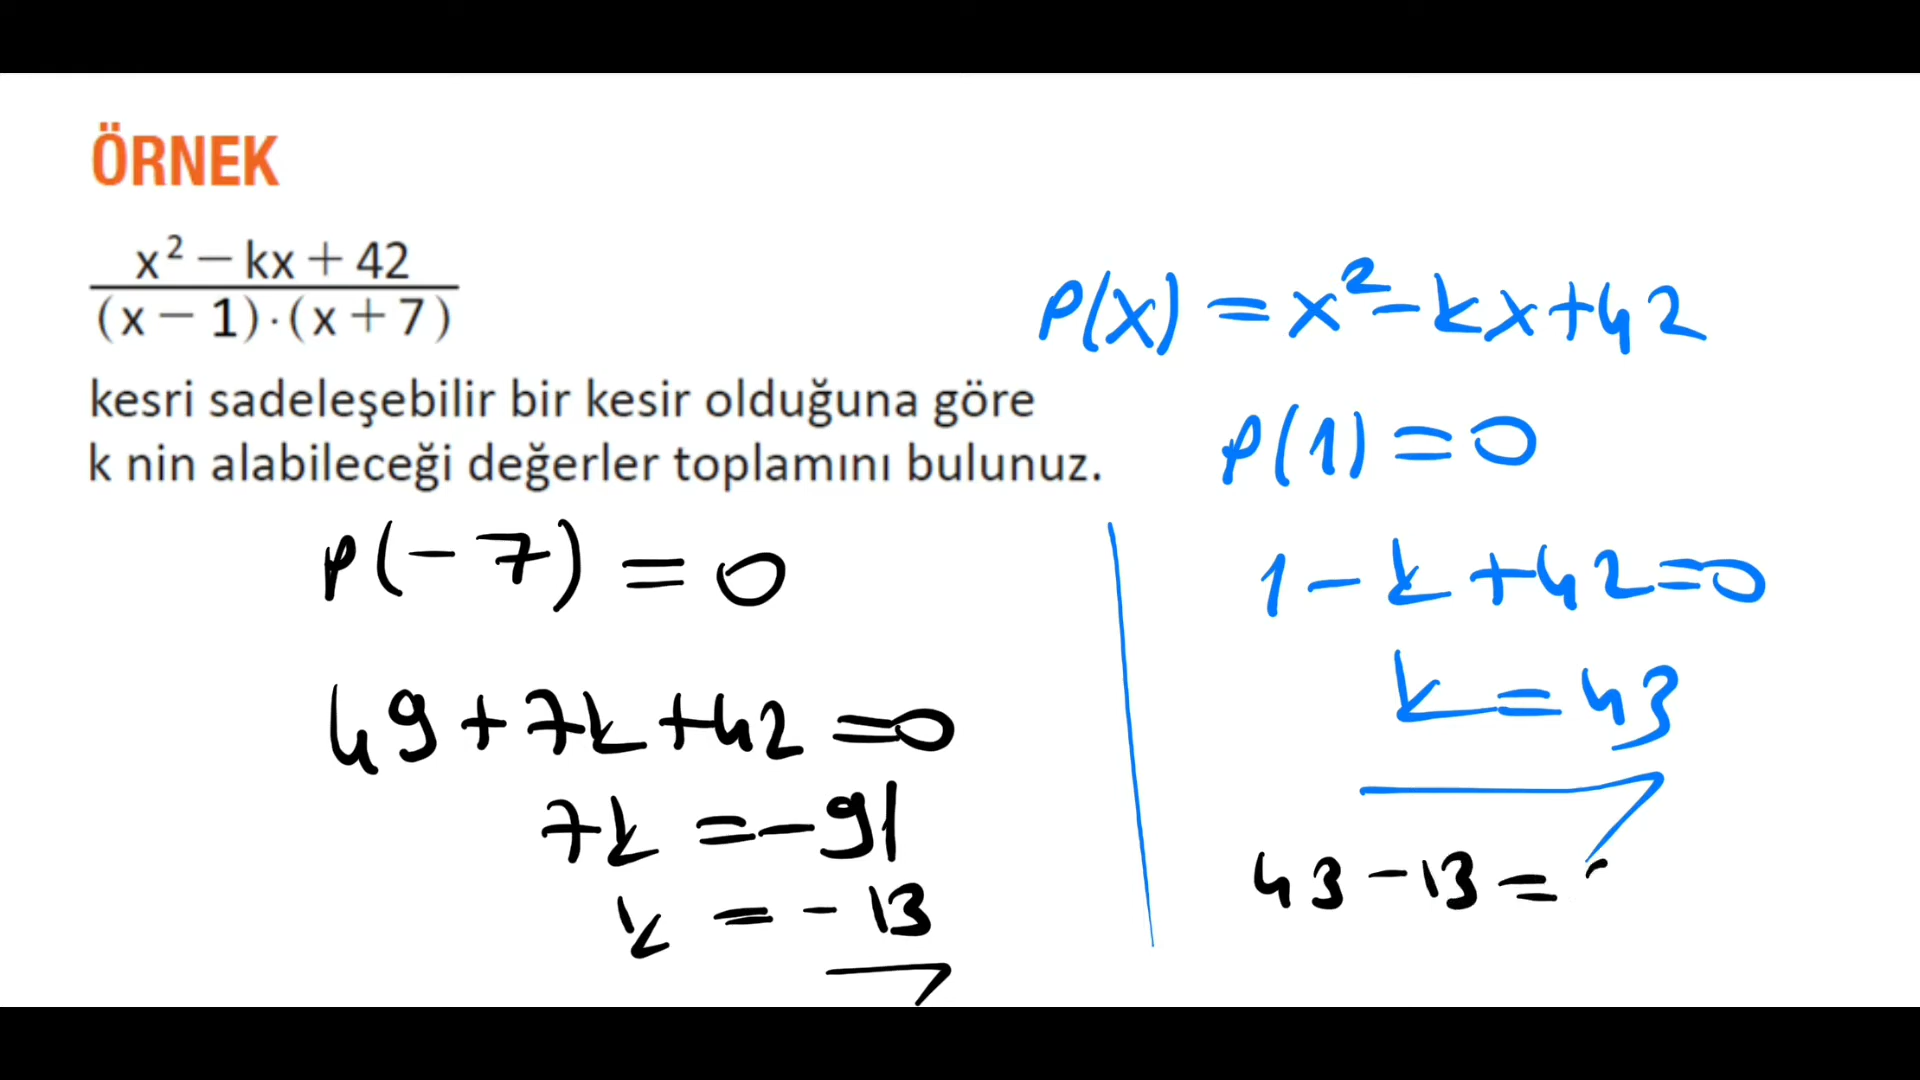 ÖRNEK
x² − kx + 42
(x − 1)·(x + 7)
kesri sadeleşebilir bir kesir olduğuna göre
k nin alabileceği değerler toplamını bulunuz.
P(-7) = 0
49 + 7k + 42 = 0
7k = -91
k = -13
P(x) = x² - kx + 42
P(1) = 0
1 - k + 42 = 0
k = 43
43 - 13 =